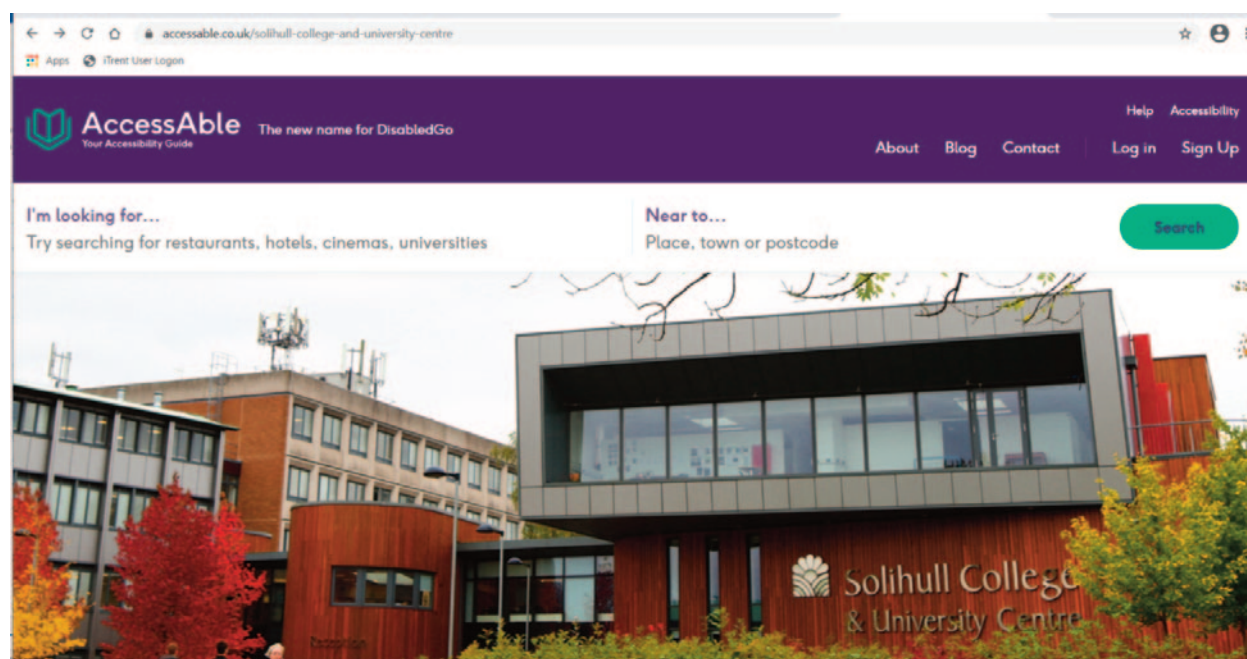 accessable.co.uk/solihull-college-and-university-centre
Apps iTrent User Logon
Help Accessibility
AccessAble The new name for DisabledGo
Your Accessibility Guide
About Blog Contact Log in Sign Up
I'm looking for... Near to...
Try searching for restaurants, hotels, cinemas, universities Place, town or postcode
Search
Solihull College
& University Centre
Reception